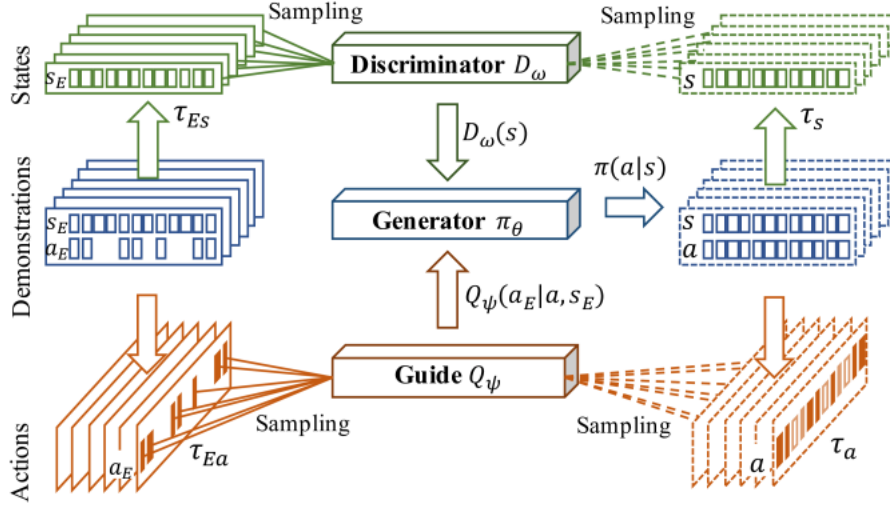 Sampling
Sampling
States
s_E
Discriminator D_ω
s
τ_Es
D_ω(s)
τ_s
Demonstrations
π(a|s)
s_E
a_E
Generator π_θ
s
a
Q_ψ(a_E|a, s_E)
Guide Q_ψ
Sampling
Sampling
Actions
a_E
τ_Ea
a
τ_a